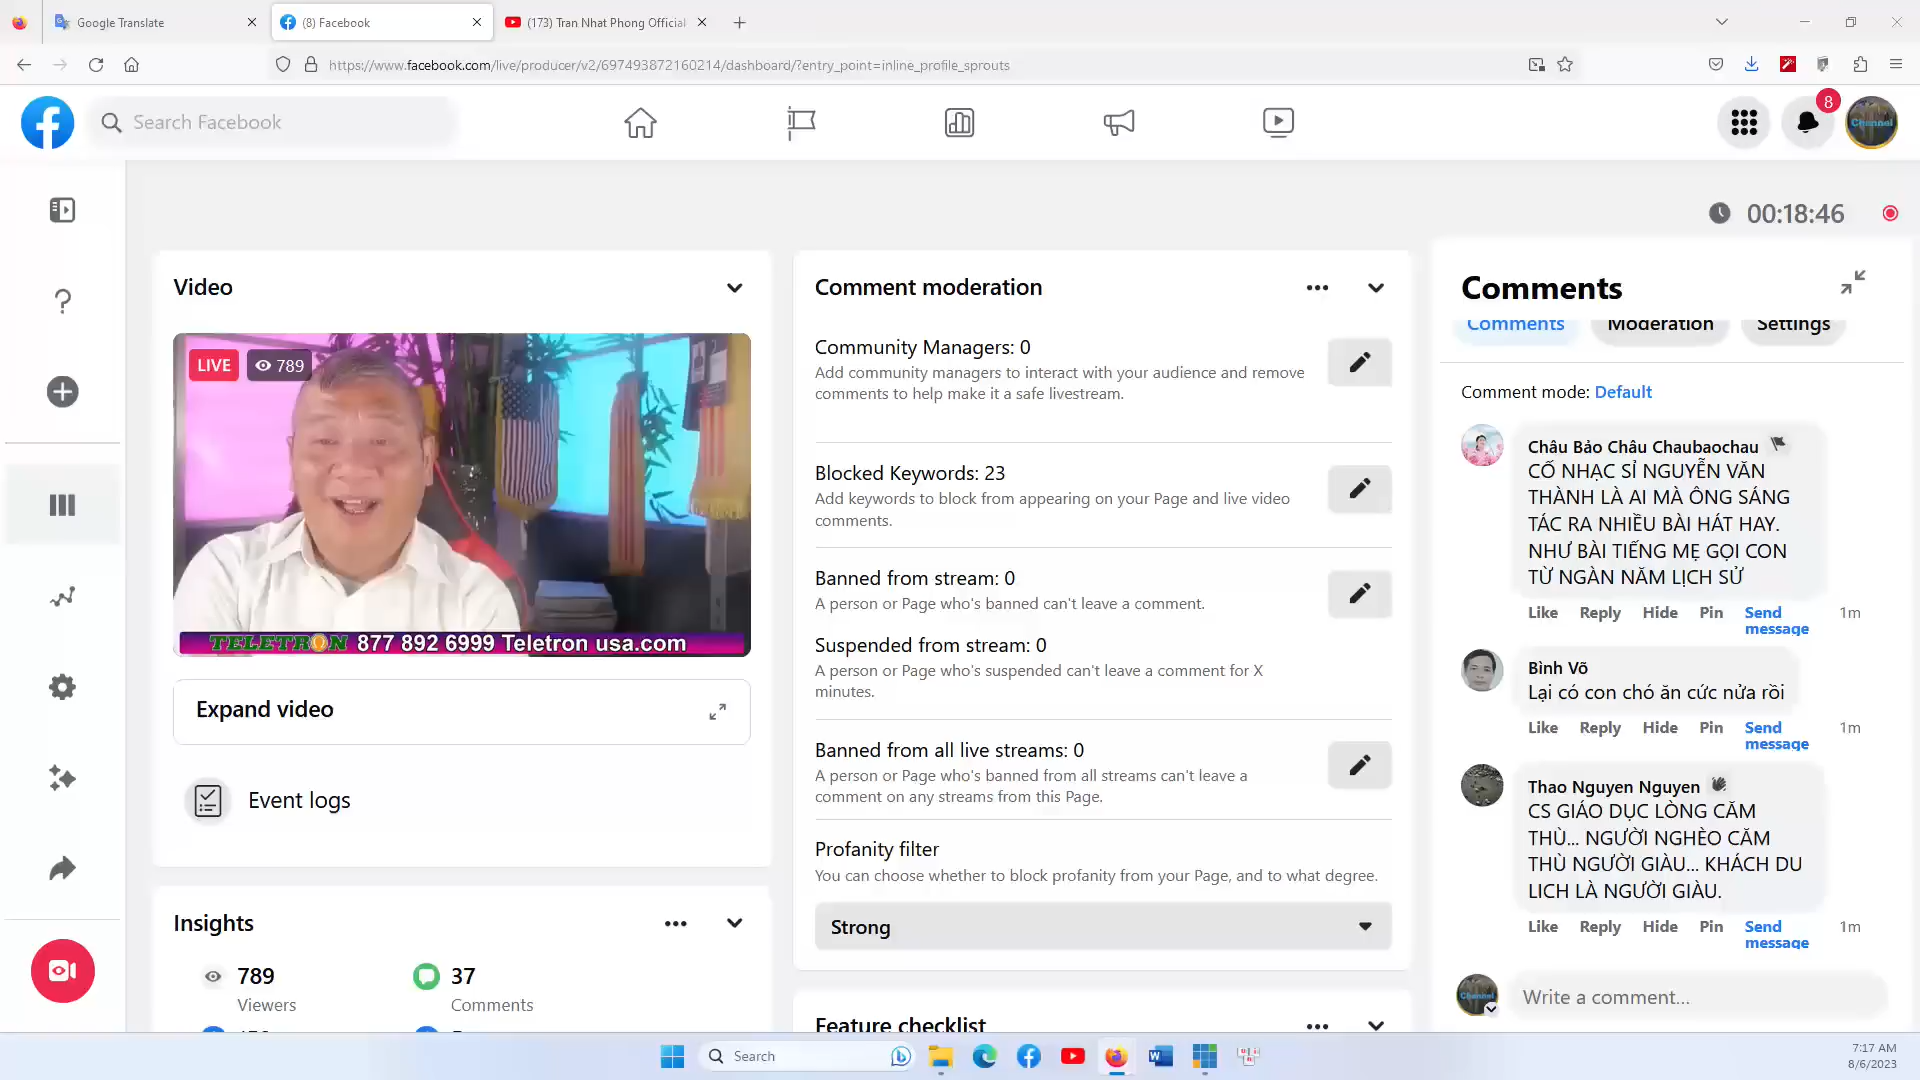 Google Translate
(8) Facebook
(173) Tran Nhat Phong Official
https://www.facebook.com/live/producer/v2/697493872160214/dashboard/?entry_point=inline_profile_sprouts
Search Facebook
8
Channel
00:18:46
Video
LIVE
789
TELETRON 877 892 6999 Teletron usa.com
Expand video
Event logs
Insights
789
Viewers
37
Comments
Comment moderation
Community Managers: 0
Add community managers to interact with your audience and remove
comments to help make it a safe livestream.
Blocked Keywords: 23
Add keywords to block from appearing on your Page and live video
comments.
Banned from stream: 0
A person or Page who's banned can't leave a comment.
Suspended from stream: 0
A person or Page who's suspended can't leave a comment for X
minutes.
Banned from all live streams: 0
A person or Page who's banned from all streams can't leave a
comment on any streams from this Page.
Profanity filter
You can choose whether to block profanity from your Page, and to what degree.
Strong
Feature checklist
Comments
Comments Moderation Settings
Comment mode: Default
Châu Bảo Châu Chaubaochau
CỐ NHẠC SỈ NGUYỄN VĂN
THÀNH LÀ AI MÀ ÔNG SÁNG
TÁC RA NHIỀU BÀI HÁT HAY.
NHƯ BÀI TIẾNG MẸ GỌI CON
TỪ NGÀN NĂM LỊCH SỬ
Like Reply Hide Pin Send message 1m
Bình Võ
Lại có con chó ăn cức nửa rồi
Like Reply Hide Pin Send message 1m
Thao Nguyen Nguyen
CS GIÁO DỤC LÒNG CĂM
THÙ... NGƯỜI NGHÈO CĂM
THÙ NGƯỜI GIÀU... KHÁCH DU
LICH LÀ NGƯỜI GIÀU.
Like Reply Hide Pin Send message 1m
Channel
Write a comment...
Search
7:17 AM
8/6/2023